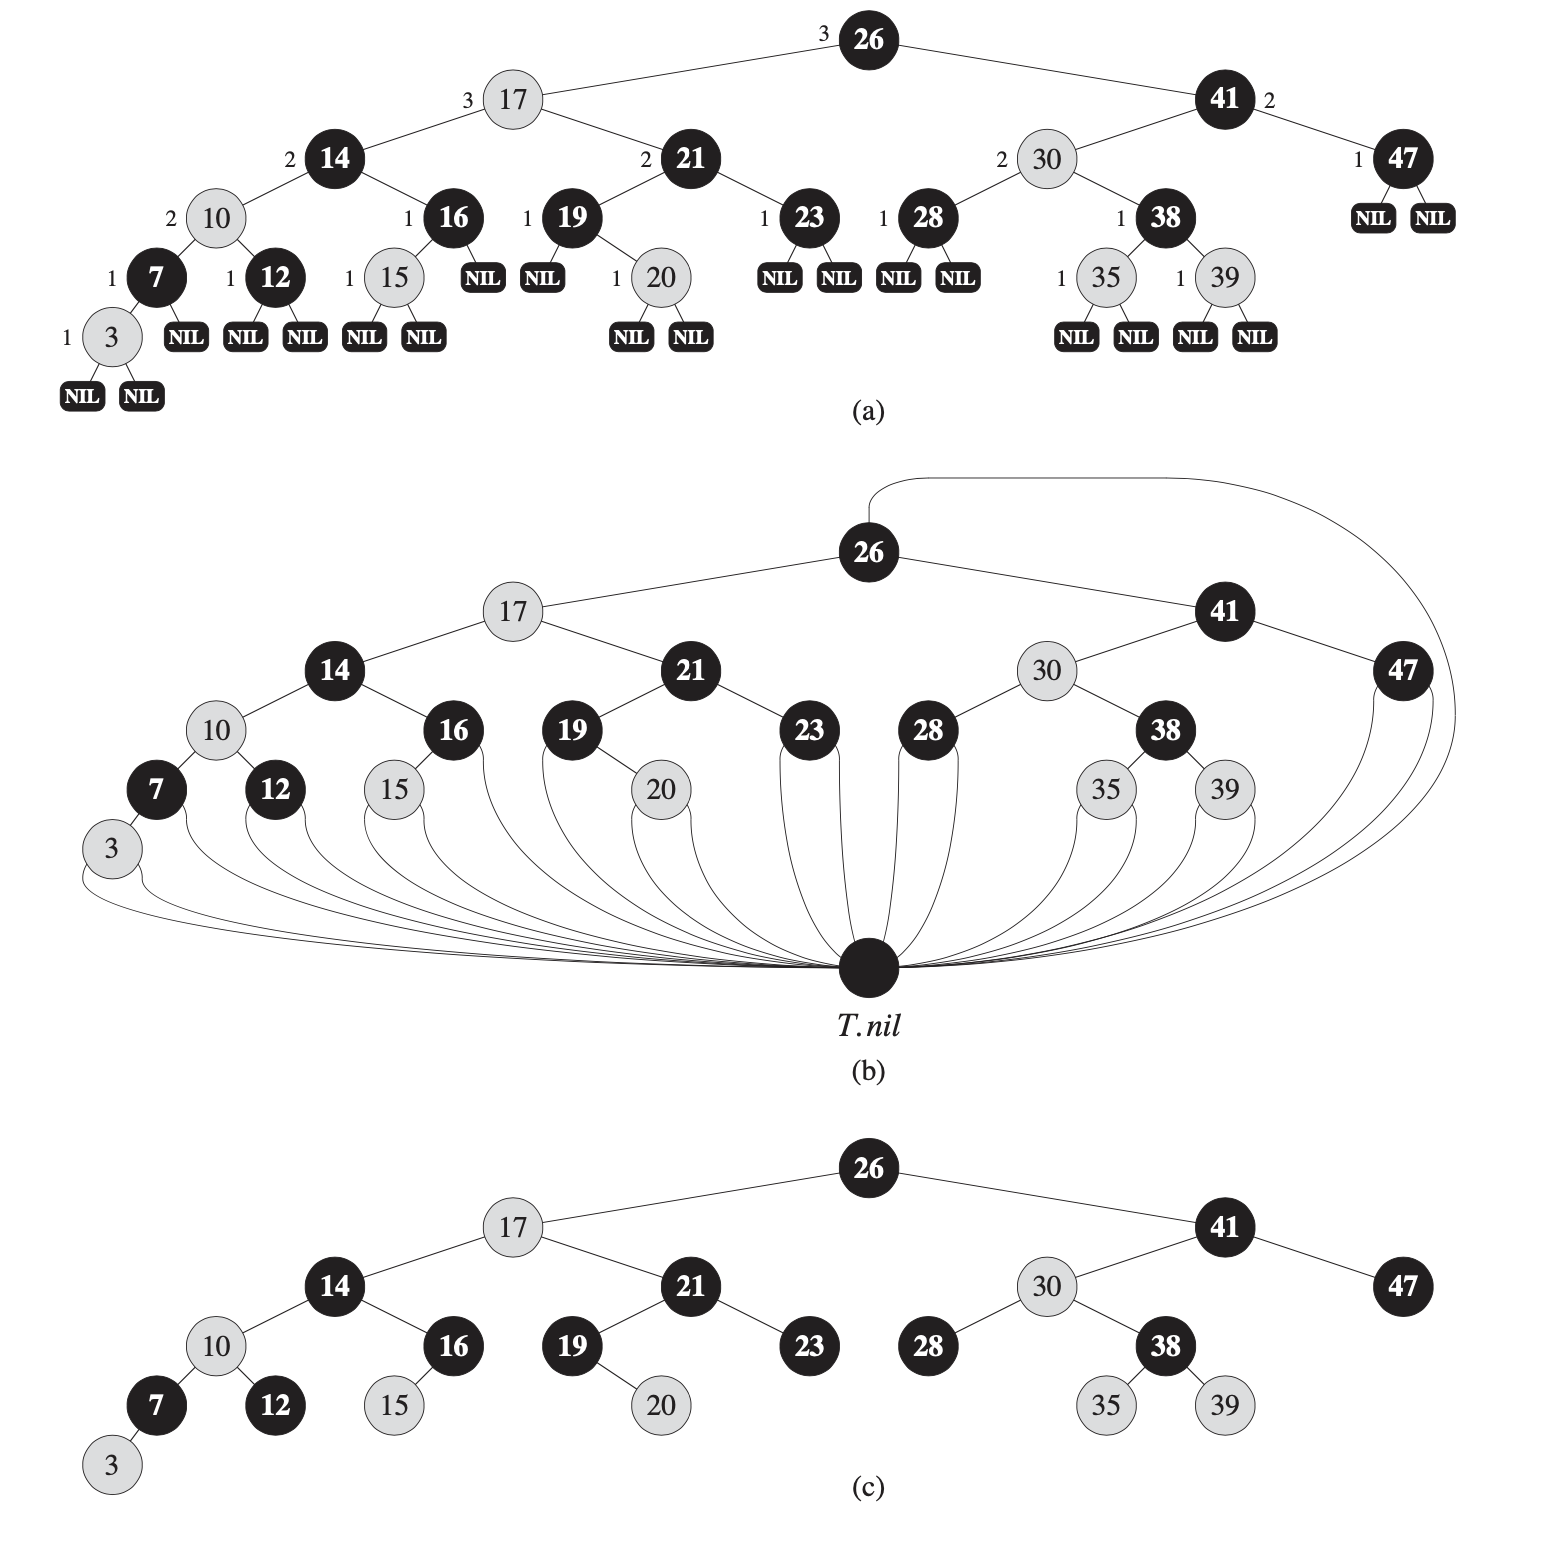 3 26
3 17 41 2
2 14 2 21 2 30 1 47
2 10 1 16 1 19 1 23 1 28 1 38 NIL NIL
1 7 1 12 1 15 NIL NIL 1 20 NIL NIL NIL NIL 1 35 1 39
1 3 NIL NIL NIL NIL NIL NIL NIL NIL NIL NIL NIL
NIL NIL
(a)
26
17 41
14 21 30 47
10 16 19 23 28 38
7 12 15 20 35 39
3
T.nil
(b)
26
17 41
14 21 30 47
10 16 19 23 28 38
7 12 15 20 35 39
3
(c)